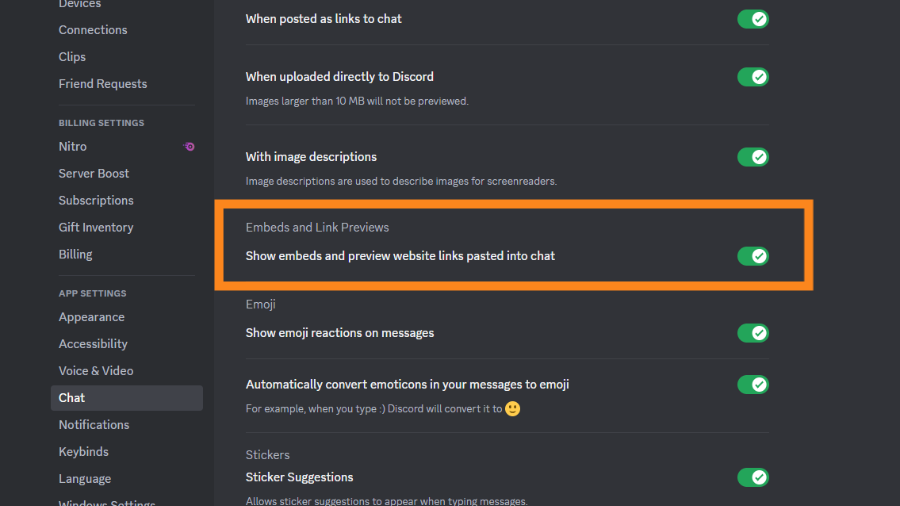 Devices
Connections
Clips
Friend Requests
BILLING SETTINGS
Nitro
Server Boost
Subscriptions
Gift Inventory
Billing
APP SETTINGS
Appearance
Accessibility
Voice & Video
Chat
Notifications
Keybinds
Language
Windows Settings
When posted as links to chat
When uploaded directly to Discord
Images larger than 10 MB will not be previewed.
With image descriptions
Image descriptions are used to describe images for screenreaders.
Embeds and Link Previews
Show embeds and preview website links pasted into chat
Emoji
Show emoji reactions on messages
Automatically convert emoticons in your messages to emoji
For example, when you type :) Discord will convert it to 🙂
Stickers
Sticker Suggestions
Allows sticker suggestions to appear when typing messages.